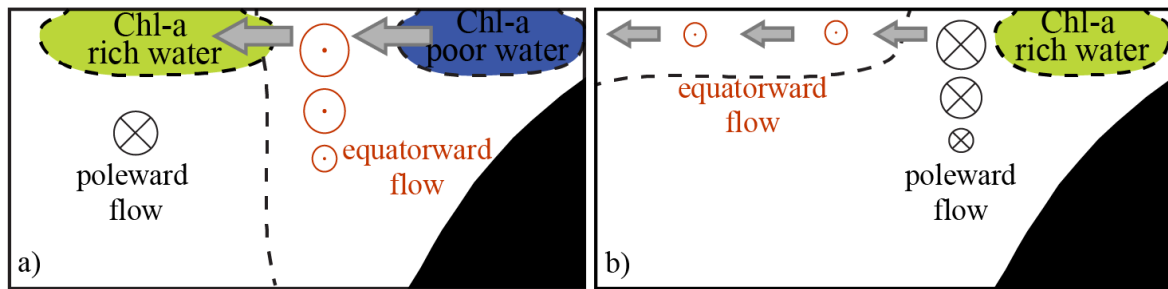 Chl-a
rich water
Chl-a
poor water
poleward
flow
equatorward
flow
a)
equatorward
flow
Chl-a
rich water
poleward
flow
b)